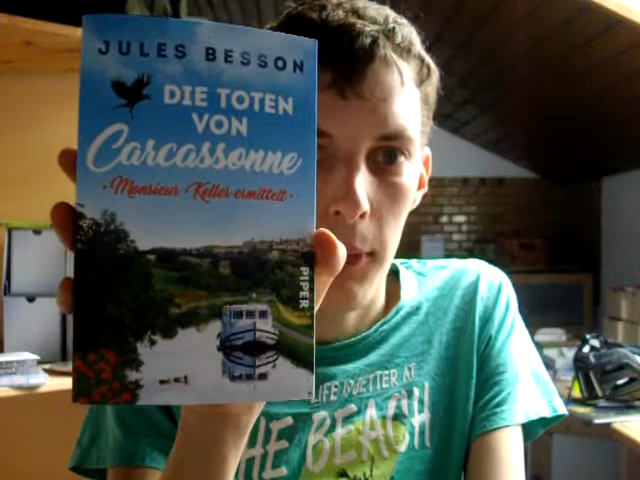 JULES BESSON
DIE TOTEN
VON
Carcassonne
• Monsieur Keller ermittelt •
PIPER
LIFE IS BETTER AT
THE BEACH